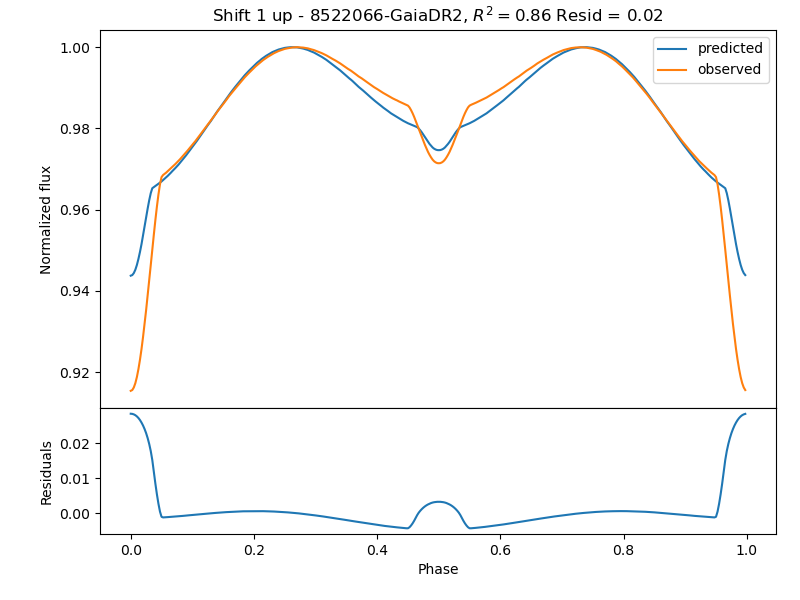 Shift 1 up - 8522066-GaiaDR2, R² = 0.86 Resid = 0.02
predicted
observed
1.00
0.98
0.96
0.94
0.92
Normalized flux
0.02
0.01
0.00
Residuals
0.0 0.2 0.4 0.6 0.8 1.0
Phase